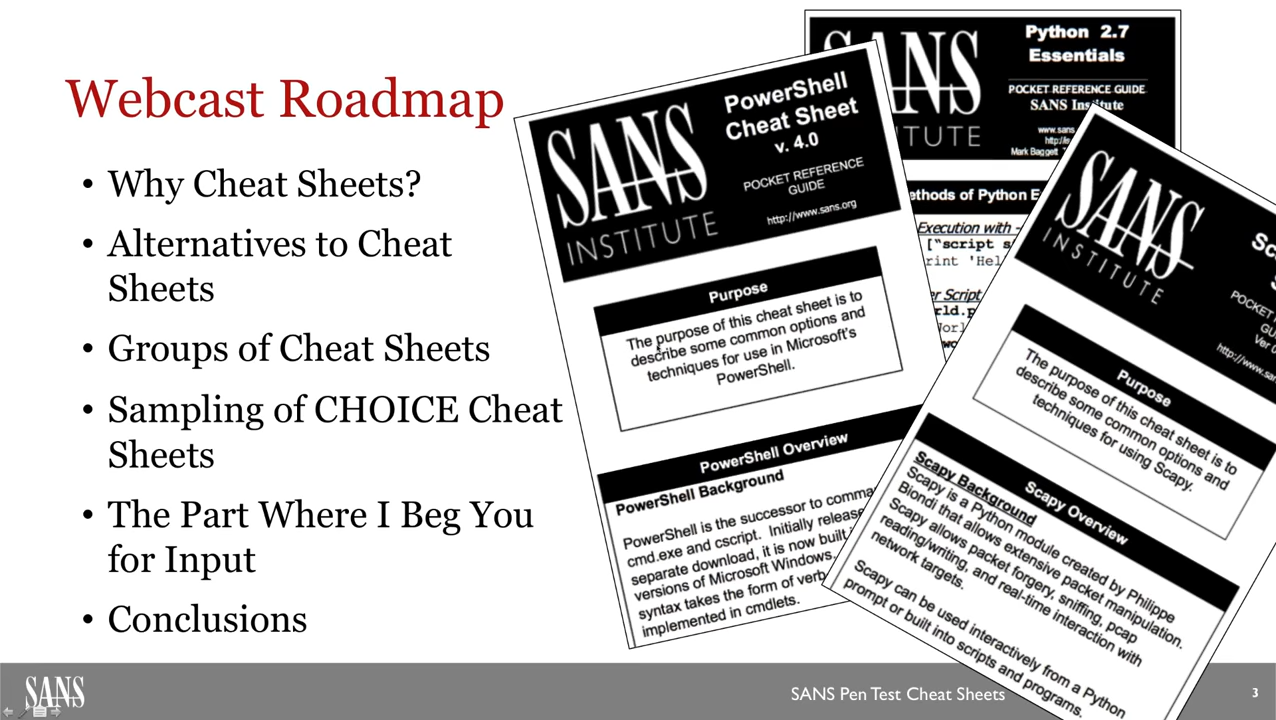 Webcast Roadmap
• Why Cheat Sheets?
• Alternatives to Cheat
Sheets
• Groups of Cheat Sheets
• Sampling of CHOICE Cheat
Sheets
• The Part Where I Beg You
for Input
• Conclusions
SANS
INSTITUTE
PowerShell
Cheat Sheet
v. 4.0
POCKET REFERENCE
GUIDE
http://www.sans.org
Purpose
The purpose of this cheat sheet is to
describe some common options and
techniques for use in Microsoft's
PowerShell.
PowerShell Overview
PowerShell Background
PowerShell is the successor to
cmd.exe and cscript. Initially
separate download, it is now built
versions of Microsoft Windows,
syntax takes the form of
implemented in cmdlets.
Python 2.7
Essentials
POCKET REFERENCE GUIDE
SANS Institute
Mark Baggett
of Python
Execution with -
["script
SANS
INSTITUTE
Purpose
The purpose of this cheat sheet is to
describe some common options and
techniques for using Scapy.
Scapy Overview
Scapy Background
Scapy is a Python module created by Philippe
Biondi that allows extensive packet manipulation.
Scapy allows packet forgery, sniffing, pcap
reading/writing, and real-time interaction with
network targets.
Scapy can be used interactively from a Python
prompt or built into scripts and programs.
SANS
SANS Pen Test Cheat Sheets
3